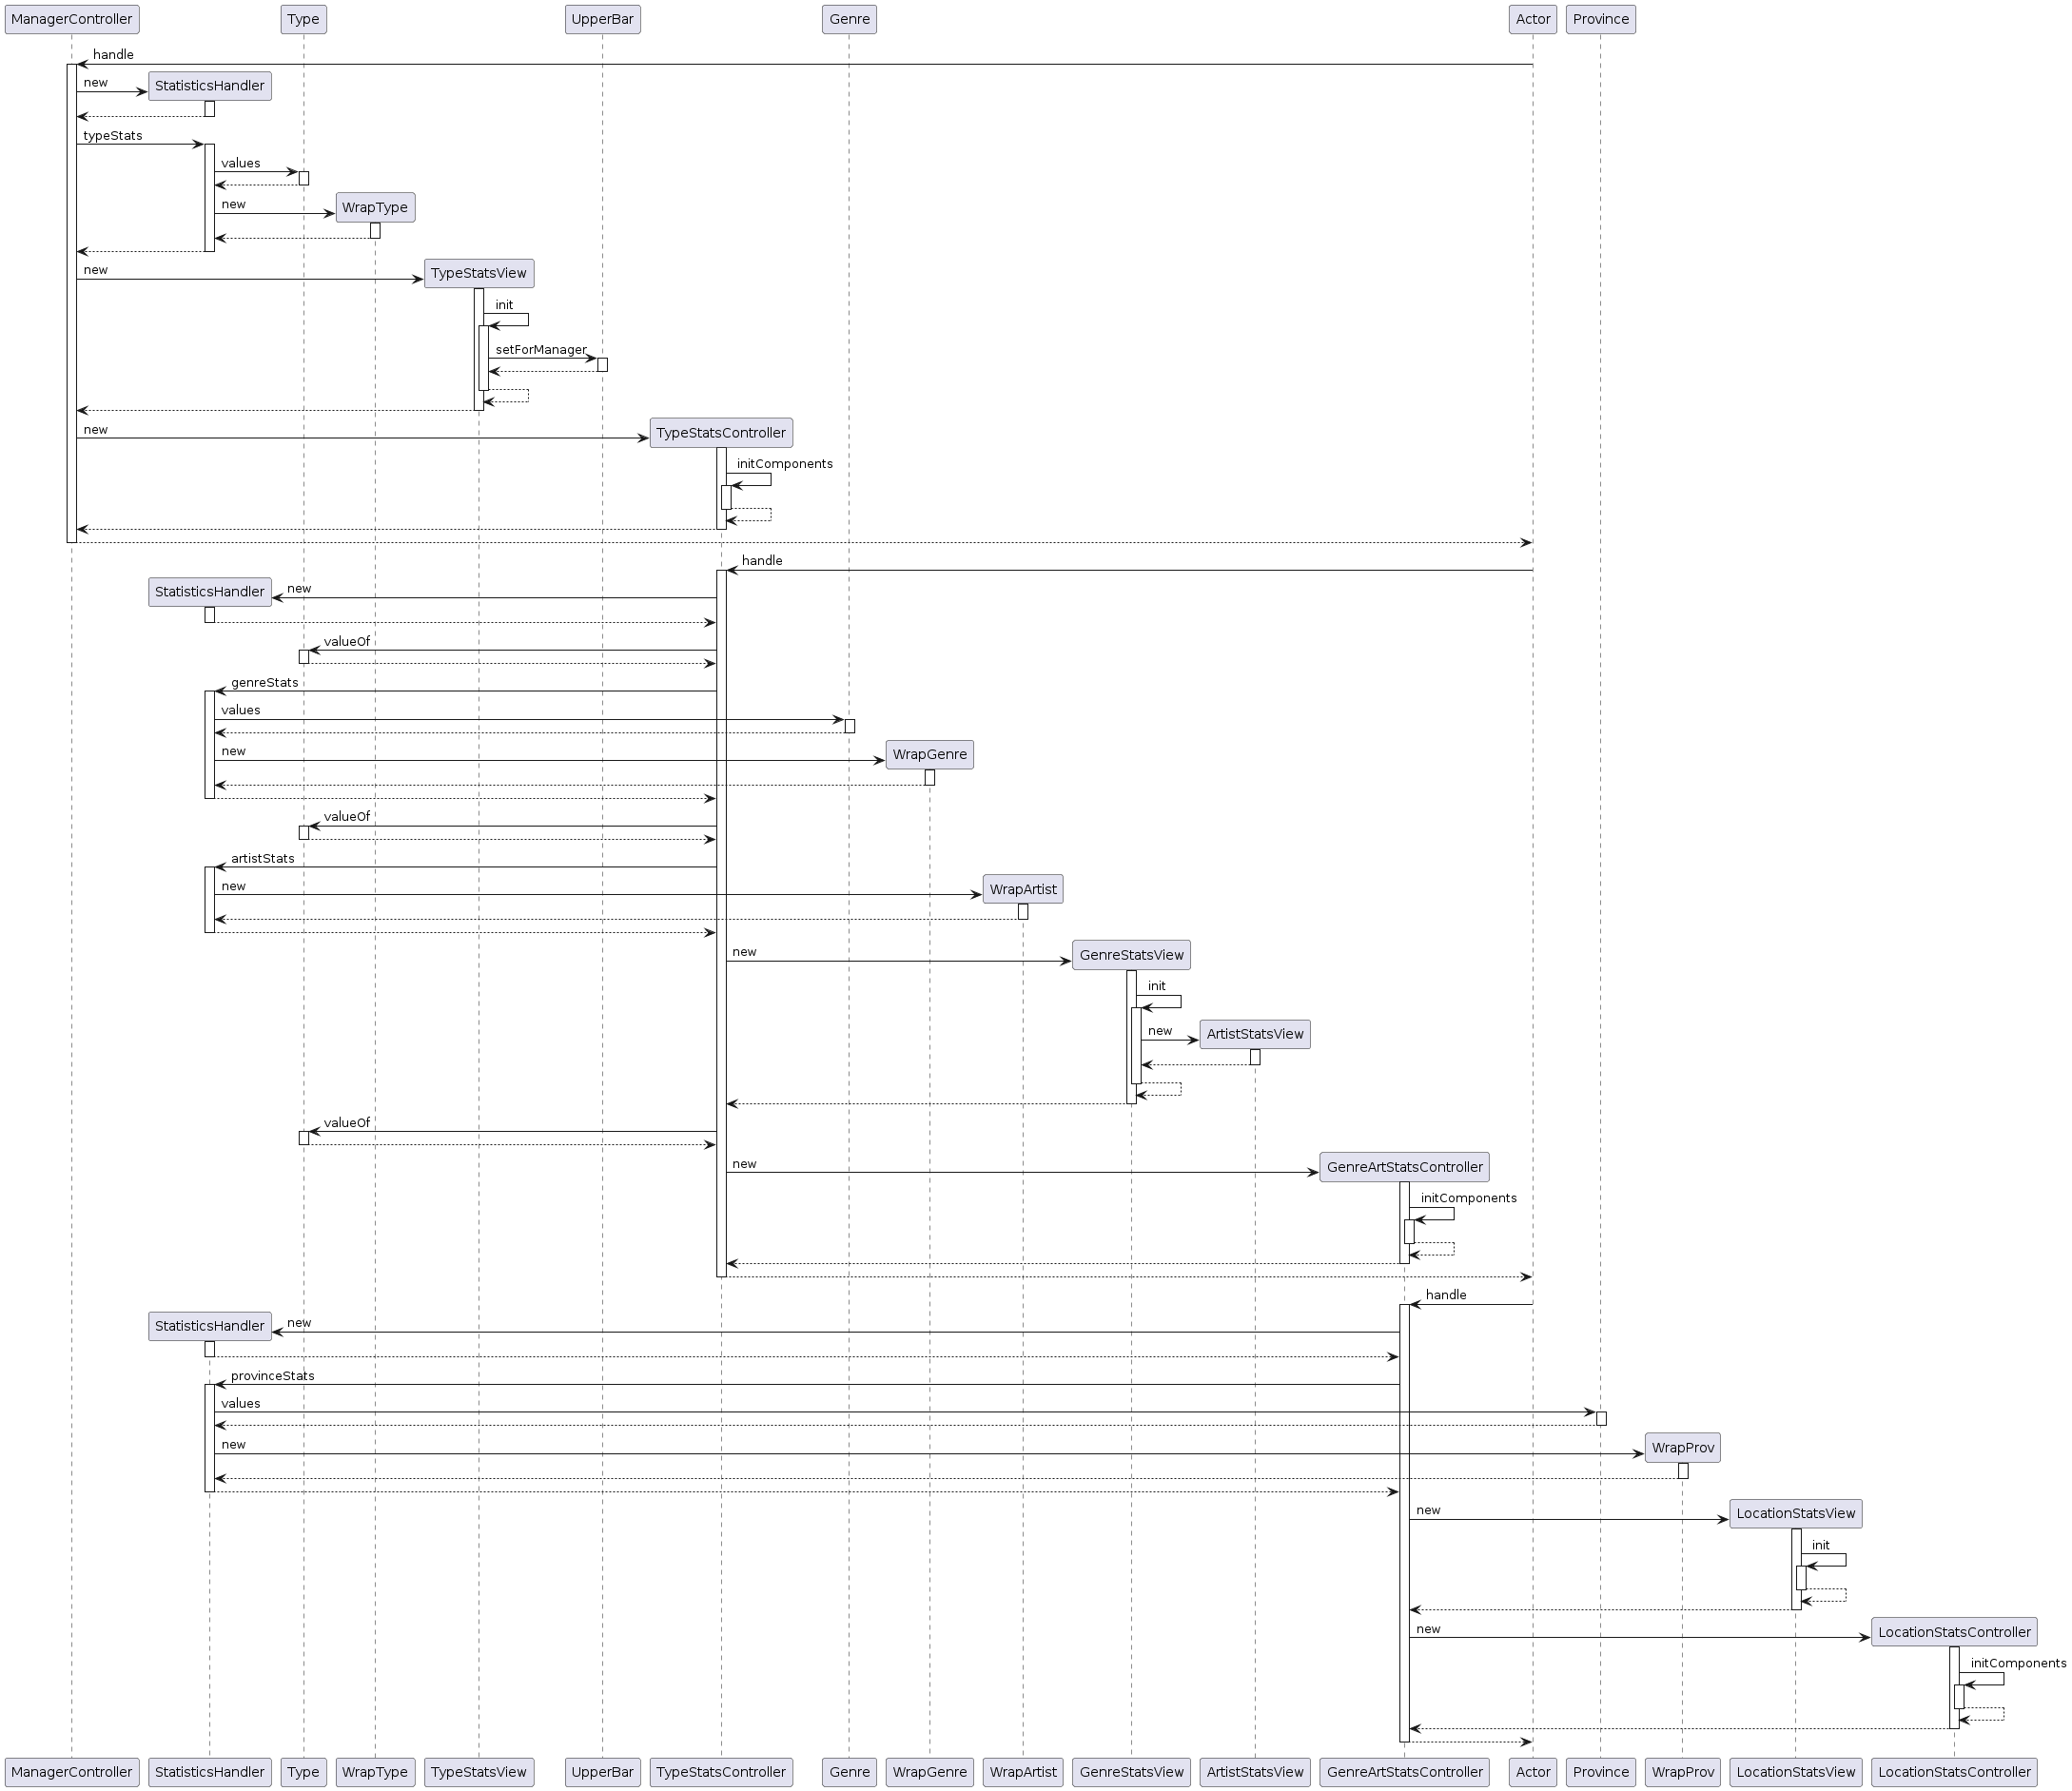 ManagerController Type UpperBar Genre Actor Province
handle
new StatisticsHandler
typeStats
values
new WrapType
new TypeStatsView
init
setForManager
new TypeStatsController
initComponents
handle
StatisticsHandler new
valueOf
genreStats
values
new WrapGenre
valueOf
artistStats
new WrapArtist
new GenreStatsView
init
new ArtistStatsView
valueOf
new GenreArtStatsController
initComponents
handle
StatisticsHandler new
provinceStats
values
new WrapProv
new LocationStatsView
init
new LocationStatsController
initComponents
ManagerController StatisticsHandler Type WrapType TypeStatsView UpperBar TypeStatsController Genre WrapGenre WrapArtist GenreStatsView ArtistStatsView GenreArtStatsController Actor Province WrapProv LocationStatsView LocationStatsController